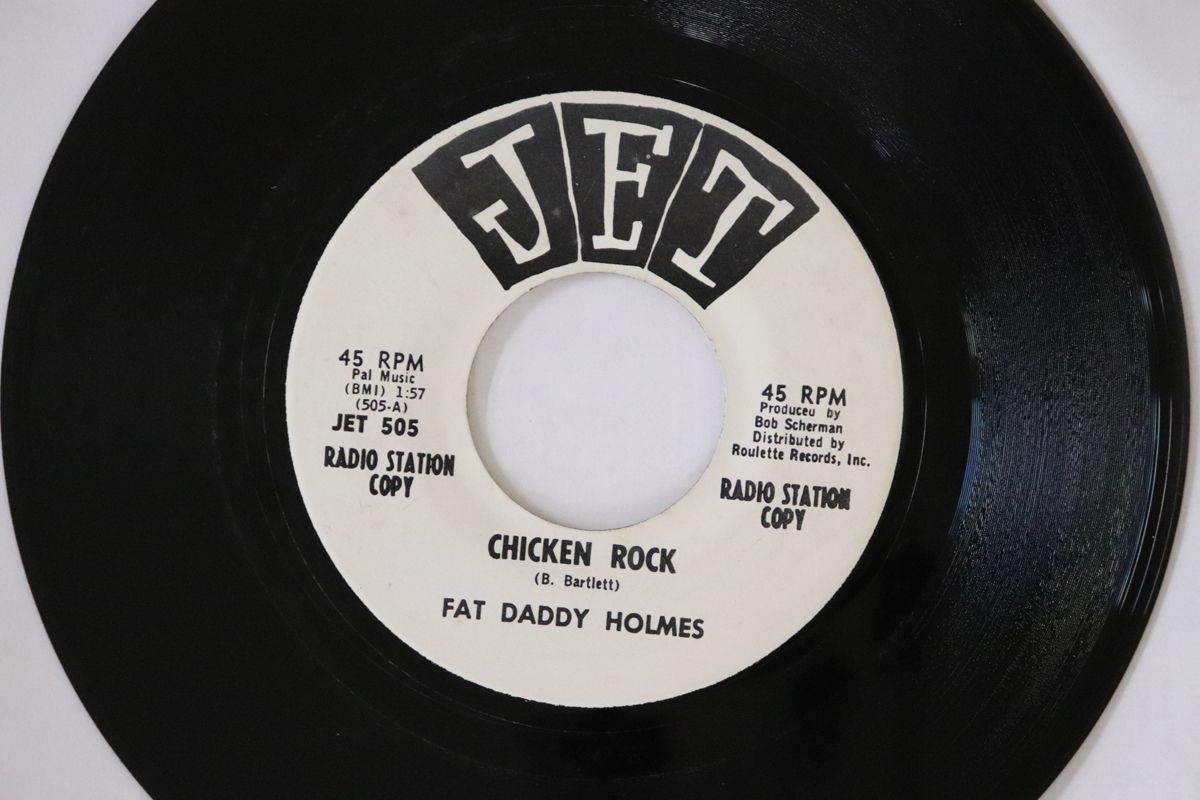 JET
45 RPM
Pal Music
(BMI) 1:57
(505-A)
JET 505
RADIO STATION
COPY
45 RPM
Produced by
Bob Scherman
Distributed by
Roulette Records, Inc.
RADIO STATION
COPY
CHICKEN ROCK
(B. Bartlett)
FAT DADDY HOLMES